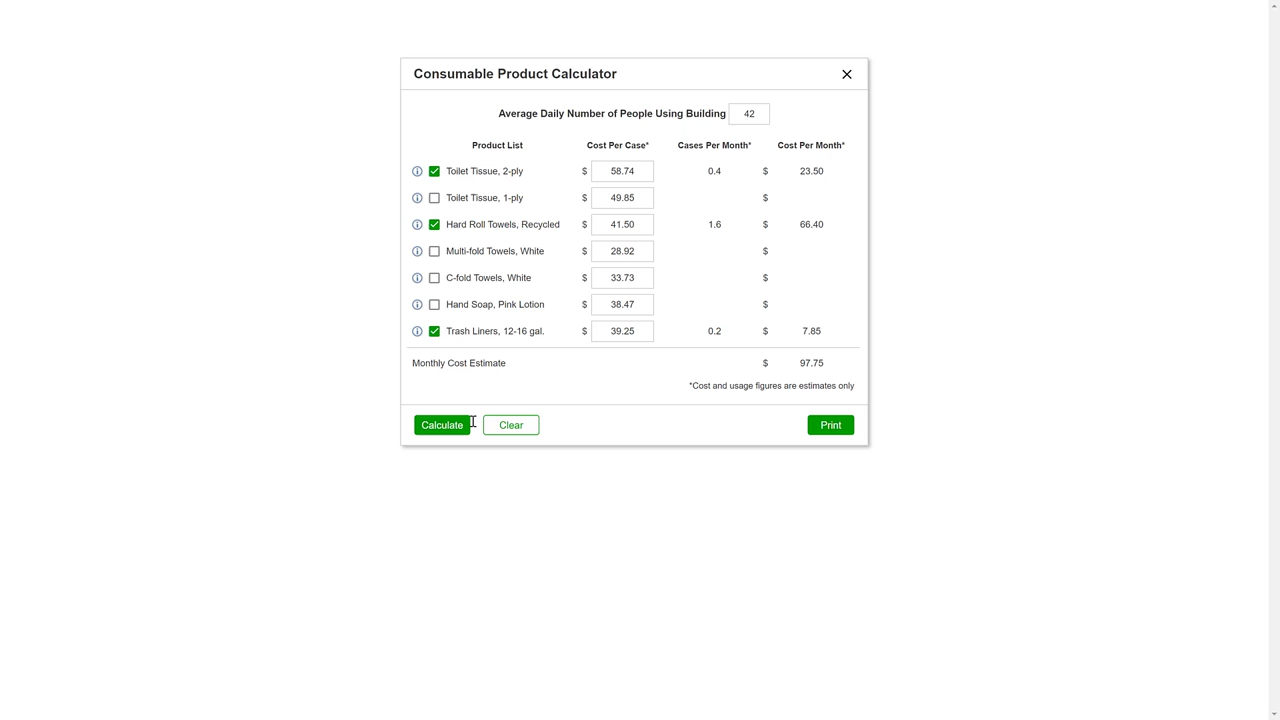 Consumable Product Calculator
Average Daily Number of People Using Building 42
Product List Cost Per Case* Cases Per Month* Cost Per Month*
Toilet Tissue, 2-ply $ 58.74 0.4 $ 23.50
Toilet Tissue, 1-ply $ 49.85 $
Hard Roll Towels, Recycled $ 41.50 1.6 $ 66.40
Multi-fold Towels, White $ 28.92 $
C-fold Towels, White $ 33.73 $
Hand Soap, Pink Lotion $ 38.47 $
Trash Liners, 12-16 gal. $ 39.25 0.2 $ 7.85
Monthly Cost Estimate $ 97.75
*Cost and usage figures are estimates only
Calculate Clear Print